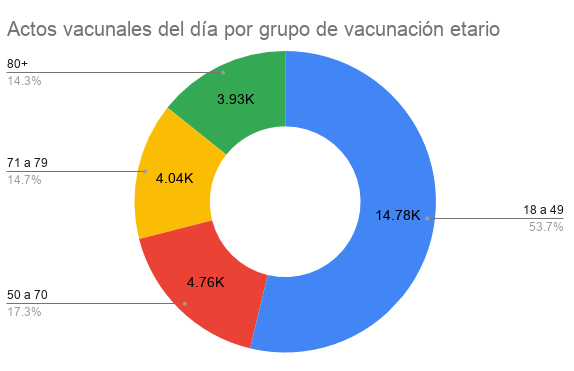 Actos vacunales del día por grupo de vacunación etario
80+
14.3%
3.93K
71 a 79
14.7%
4.04K
14.78K
18 a 49
53.7%
4.76K
50 a 70
17.3%